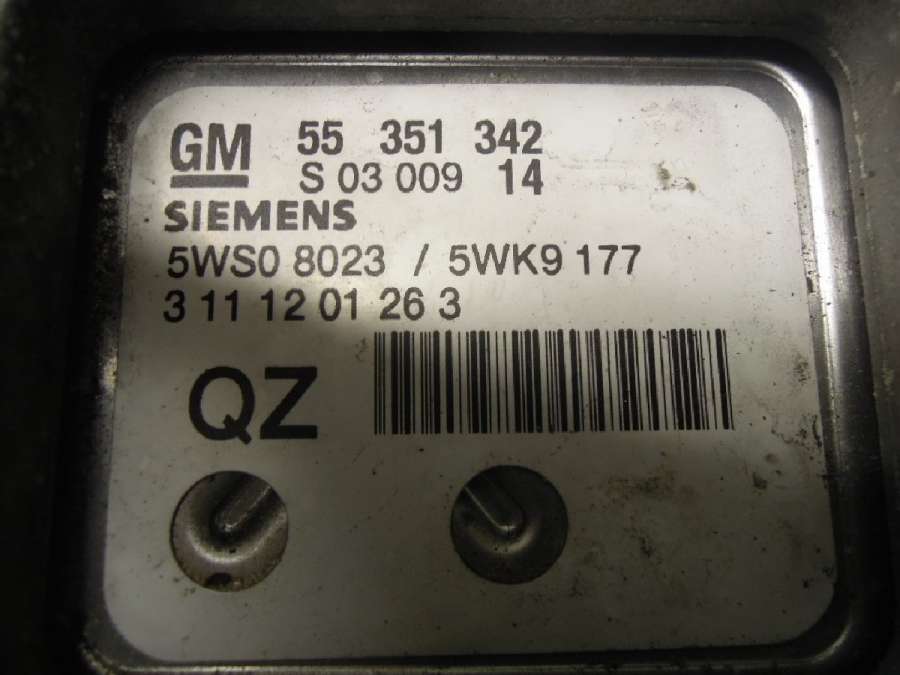 GM 55 351 342
S 03 009 14
SIEMENS
5WS0 8023 / 5WK9 177
3 11 12 01 26 3
QZ